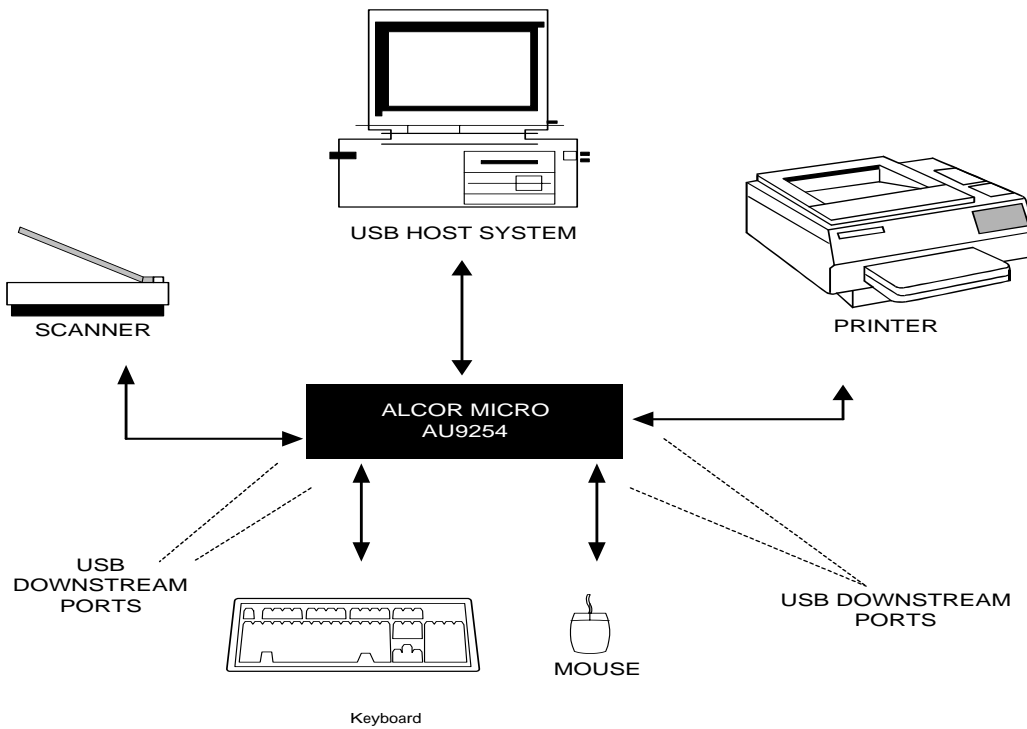 USB HOST SYSTEM
SCANNER
PRINTER
ALCOR MICRO
AU9254
USB
DOWNSTREAM
PORTS
USB DOWNSTREAM
PORTS
MOUSE
Keyboard